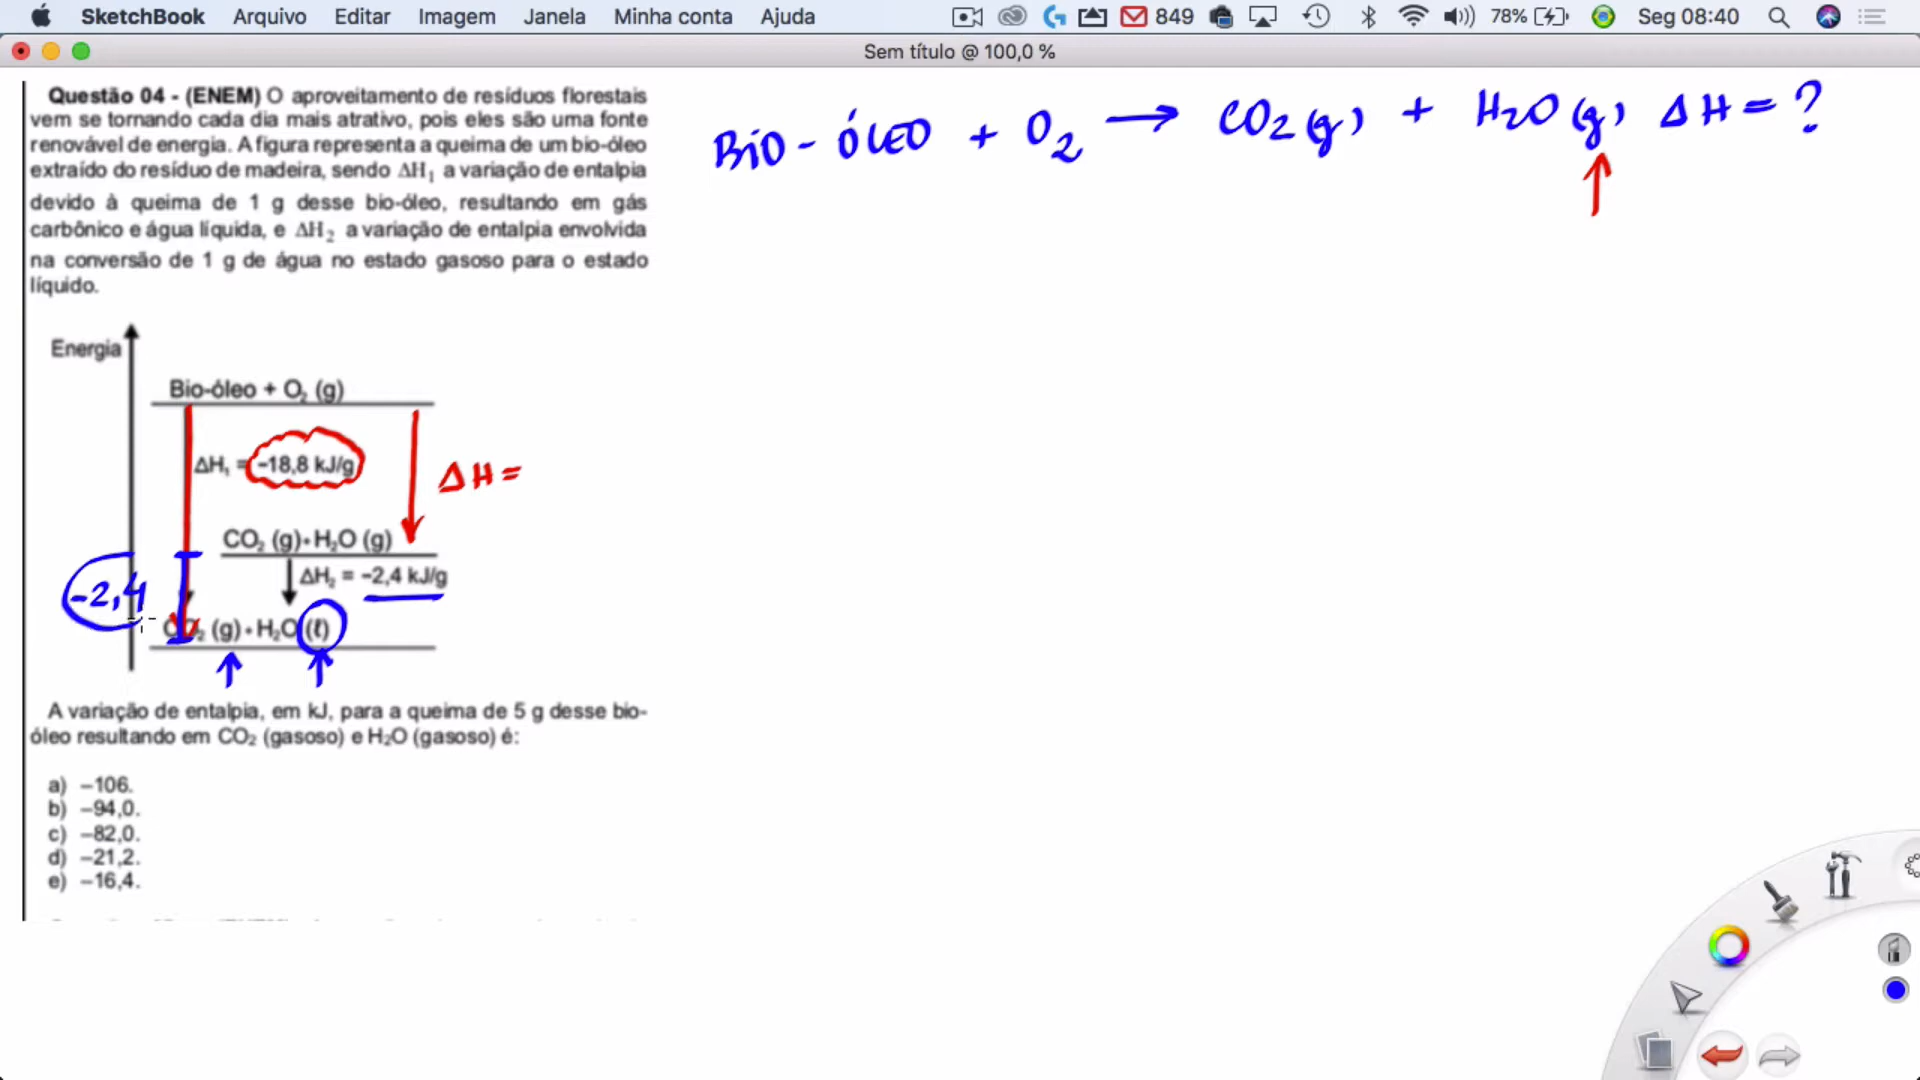 SketchBook Arquivo Editar Imagem Janela Minha conta Ajuda 849 78% Seg 08:40
Sem título @ 100,0 %
Questão 04 - (ENEM) O aproveitamento de resíduos florestais
vem se tornando cada dia mais atrativo, pois eles são uma fonte
renovável de energia. A figura representa a queima de um bio-óleo
extraído do resíduo de madeira, sendo ΔH₁ a variação de entalpia
devido à queima de 1 g desse bio-óleo, resultando em gás
carbônico e água líquida, e ΔH₂ a variação de entalpia envolvida
na conversão de 1 g de água no estado gasoso para o estado
líquido.
BIO-ÓLEO + O₂ → CO₂(g) + H₂O(g) ΔH = ?
Energia
Bio-óleo + O₂ (g)
ΔH₁ = −18,8 kJ/g
ΔH =
CO₂ (g)+H₂O (g)
ΔH₂ = −2,4 kJ/g
-2,4
CO₂ (g)+H₂O (ℓ)
A variação de entalpia, em kJ, para a queima de 5 g desse bio-
óleo resultando em CO₂ (gasoso) e H₂O (gasoso) é:
a) −106.
b) −94,0.
c) −82,0.
d) −21,2.
e) −16,4.